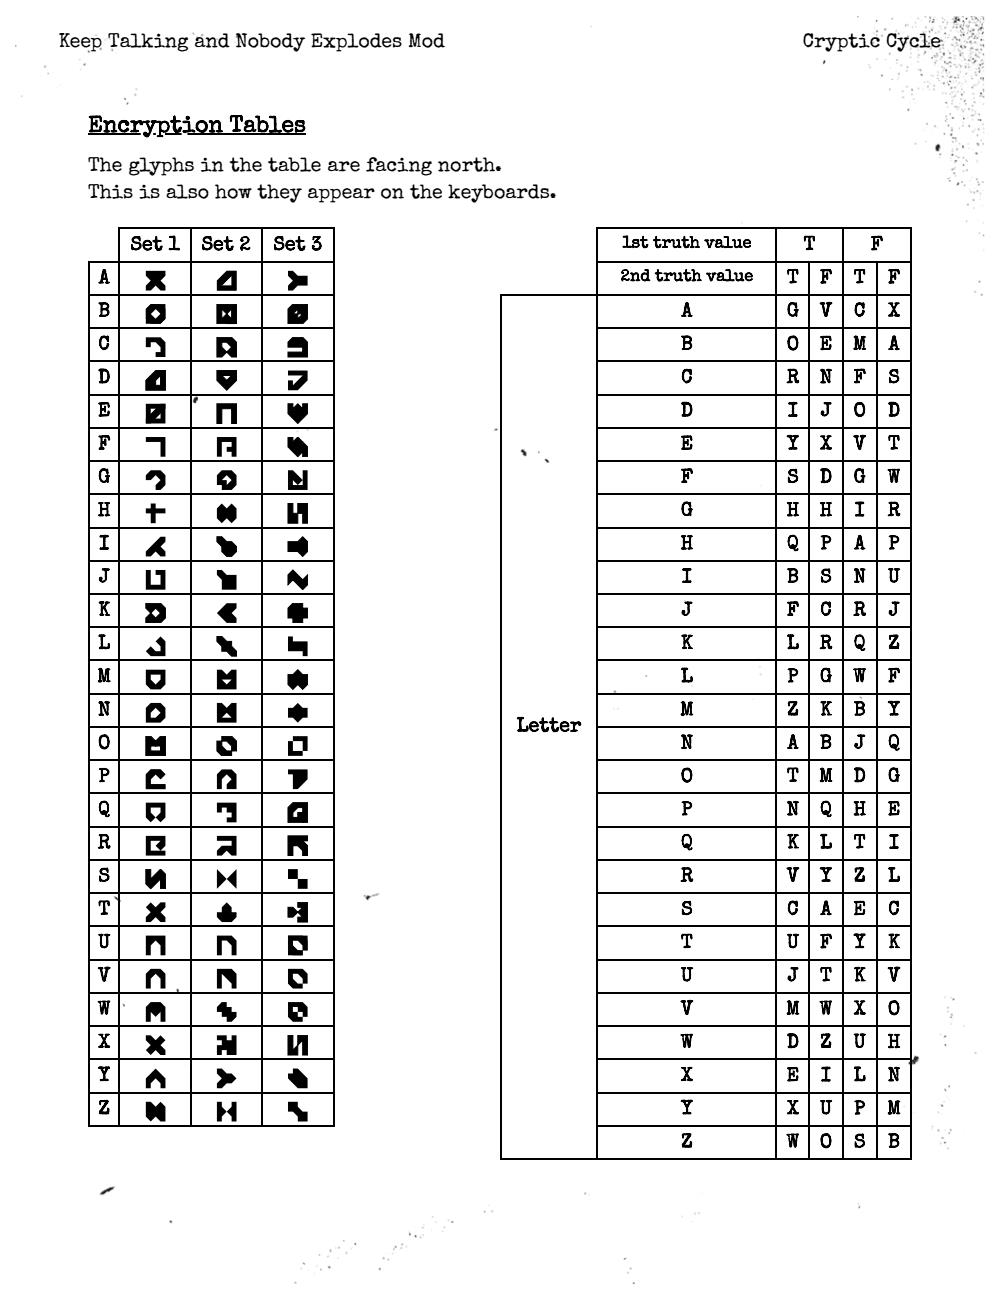 Keep Talking and Nobody Explodes Mod
Cryptic Cycle
Encryption Tables
The glyphs in the table are facing north.
This is also how they appear on the keyboards.
Set 1 Set 2 Set 3
A
B
C
D
E
F
G
H
I
J
K
L
M
N
O
P
Q
R
S
T
U
V
W
X
Y
Z
1st truth value T F
2nd truth value T F T F
Letter
A G V C X
B O E M A
C R N F S
D I J O D
E Y X V T
F S D G W
G H H I R
H Q P A P
I B S N U
J F C R J
K L R Q Z
L P G W F
M Z K B Y
N A B J Q
O T M D G
P N Q H E
Q K L T I
R V Y Z L
S C A E C
T U F Y K
U J T K V
V M W X O
W D Z U H
X E I L N
Y X U P M
Z W O S B